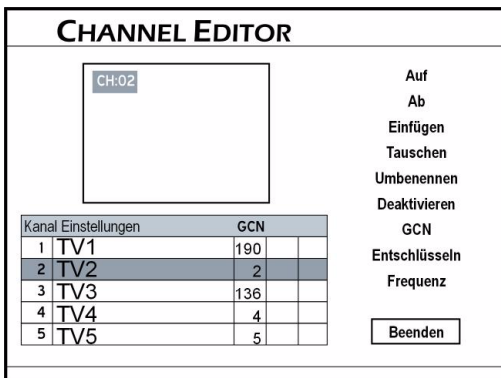 CHANNEL EDITOR
CH:02
Kanal Einstellungen GCN
1 TV1 190
2 TV2 2
3 TV3 136
4 TV4 4
5 TV5 5
Auf
Ab
Einfügen
Tauschen
Umbenennen
Deaktivieren
GCN
Entschlüsseln
Frequenz
Beenden